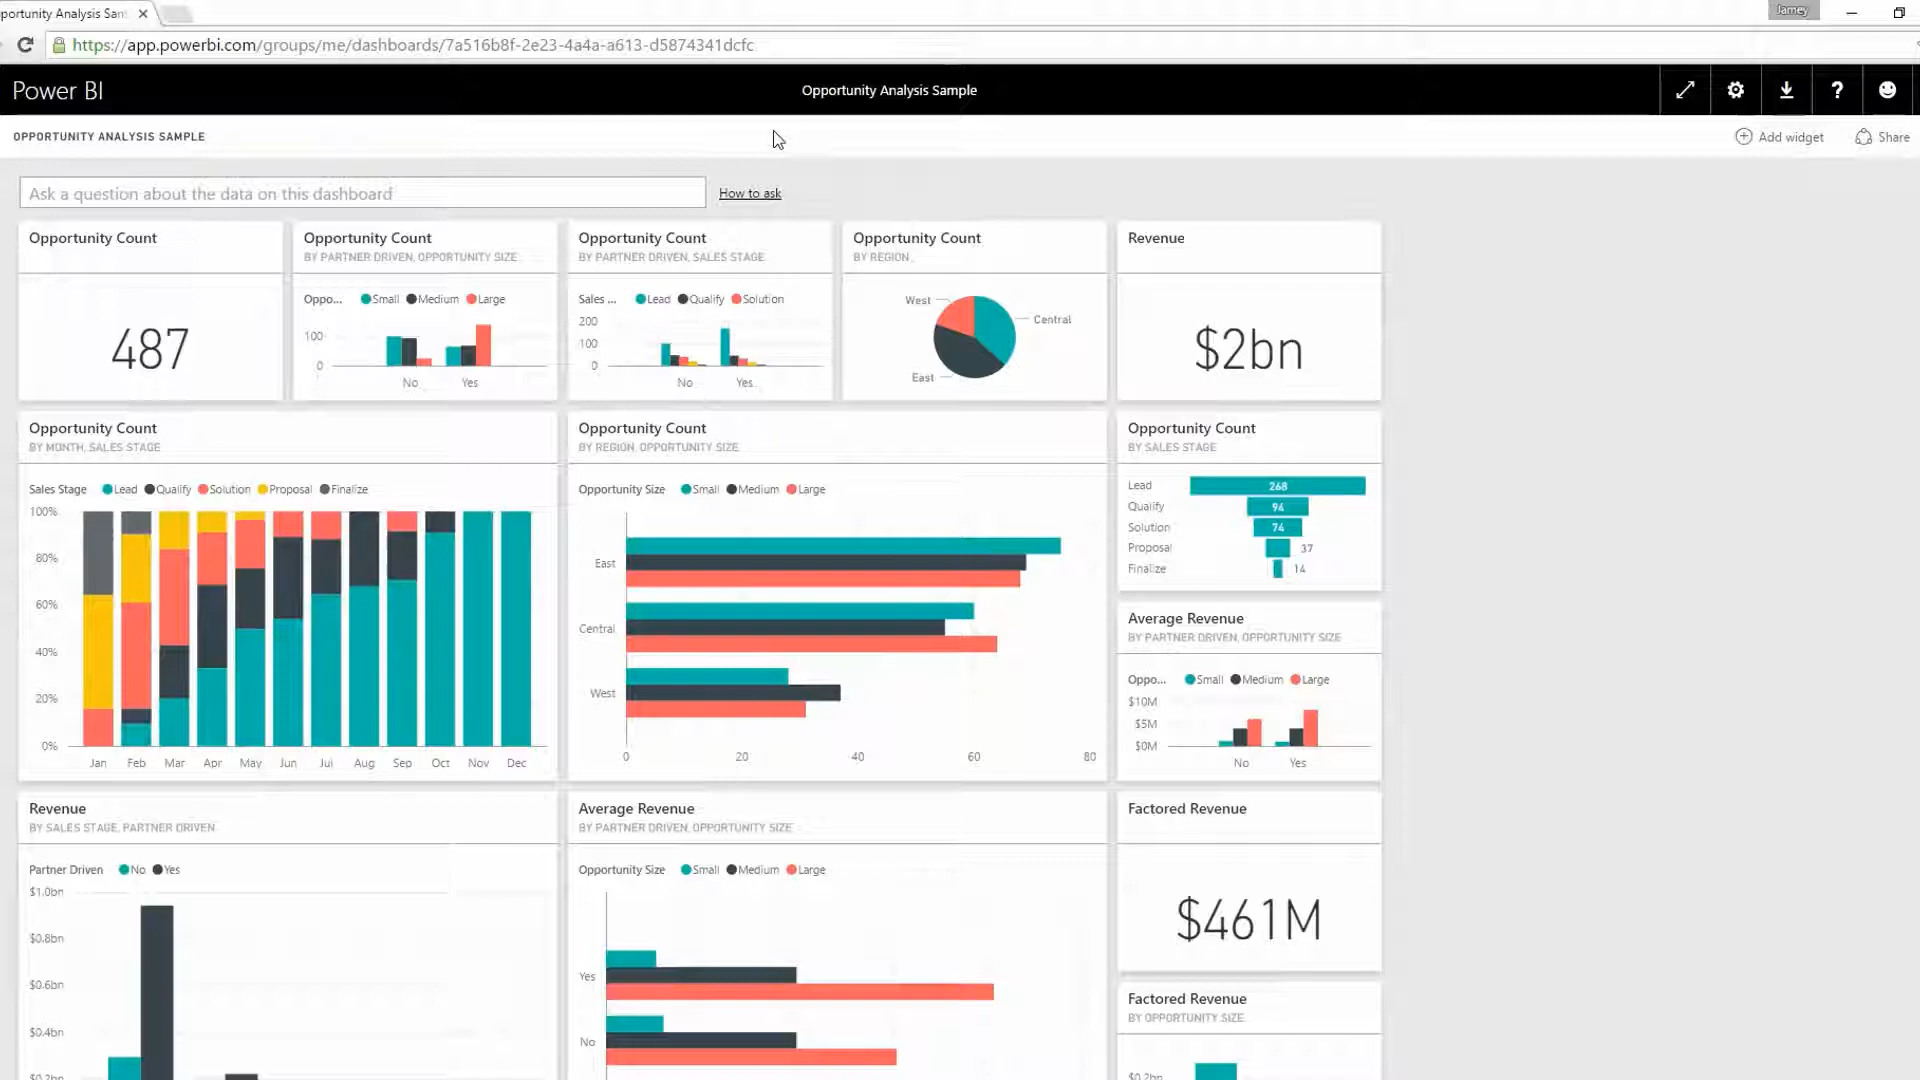 portunity Analysis Sam
Jamey
https://app.powerbi.com/groups/me/dashboards/7a516b8f-2e23-4a4a-a613-d5874341dcfc
Power BI
Opportunity Analysis Sample
?
OPPORTUNITY ANALYSIS SAMPLE
Add widget
Share
Ask a question about the data on this dashboard
How to ask
Opportunity Count
487
Opportunity Count
BY PARTNER DRIVEN, OPPORTUNITY SIZE
Oppo... Small Medium Large
100
0
No Yes
Opportunity Count
BY PARTNER DRIVEN, SALES STAGE
Sales ... Lead Qualify Solution
200
100
0
No Yes
Opportunity Count
BY REGION
West
Central
East
Revenue
$2bn
Opportunity Count
BY MONTH, SALES STAGE
Sales Stage Lead Qualify Solution Proposal Finalize
100%
80%
60%
40%
20%
0%
Jan Feb Mar Apr May Jun Jul Aug Sep Oct Nov Dec
Opportunity Count
BY REGION, OPPORTUNITY SIZE
Opportunity Size Small Medium Large
East
Central
West
0 20 40 60 80
Opportunity Count
BY SALES STAGE
Lead 268
Qualify 94
Solution 74
Proposal 37
Finalize 14
Average Revenue
BY PARTNER DRIVEN, OPPORTUNITY SIZE
Oppo... Small Medium Large
$10M
$5M
$0M
No Yes
Revenue
BY SALES STAGE, PARTNER DRIVEN
Partner Driven No Yes
$1.0bn
$0.8bn
$0.6bn
$0.4bn
$0.2bn
Average Revenue
BY PARTNER DRIVEN, OPPORTUNITY SIZE
Opportunity Size Small Medium Large
Yes
No
Factored Revenue
$461M
Factored Revenue
BY OPPORTUNITY SIZE
$0.2bn